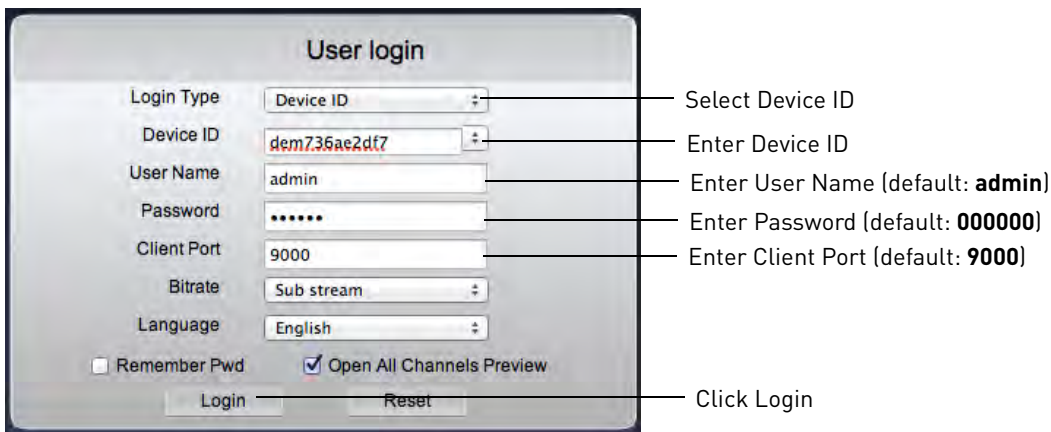 User login
Login Type Device ID Select Device ID
Device ID dem736ae2df7 Enter Device ID
User Name admin Enter User Name (default: admin)
Password •••••• Enter Password (default: 000000)
Client Port 9000 Enter Client Port (default: 9000)
Bitrate Sub stream
Language English
Remember Pwd Open All Channels Preview
Login Reset Click Login